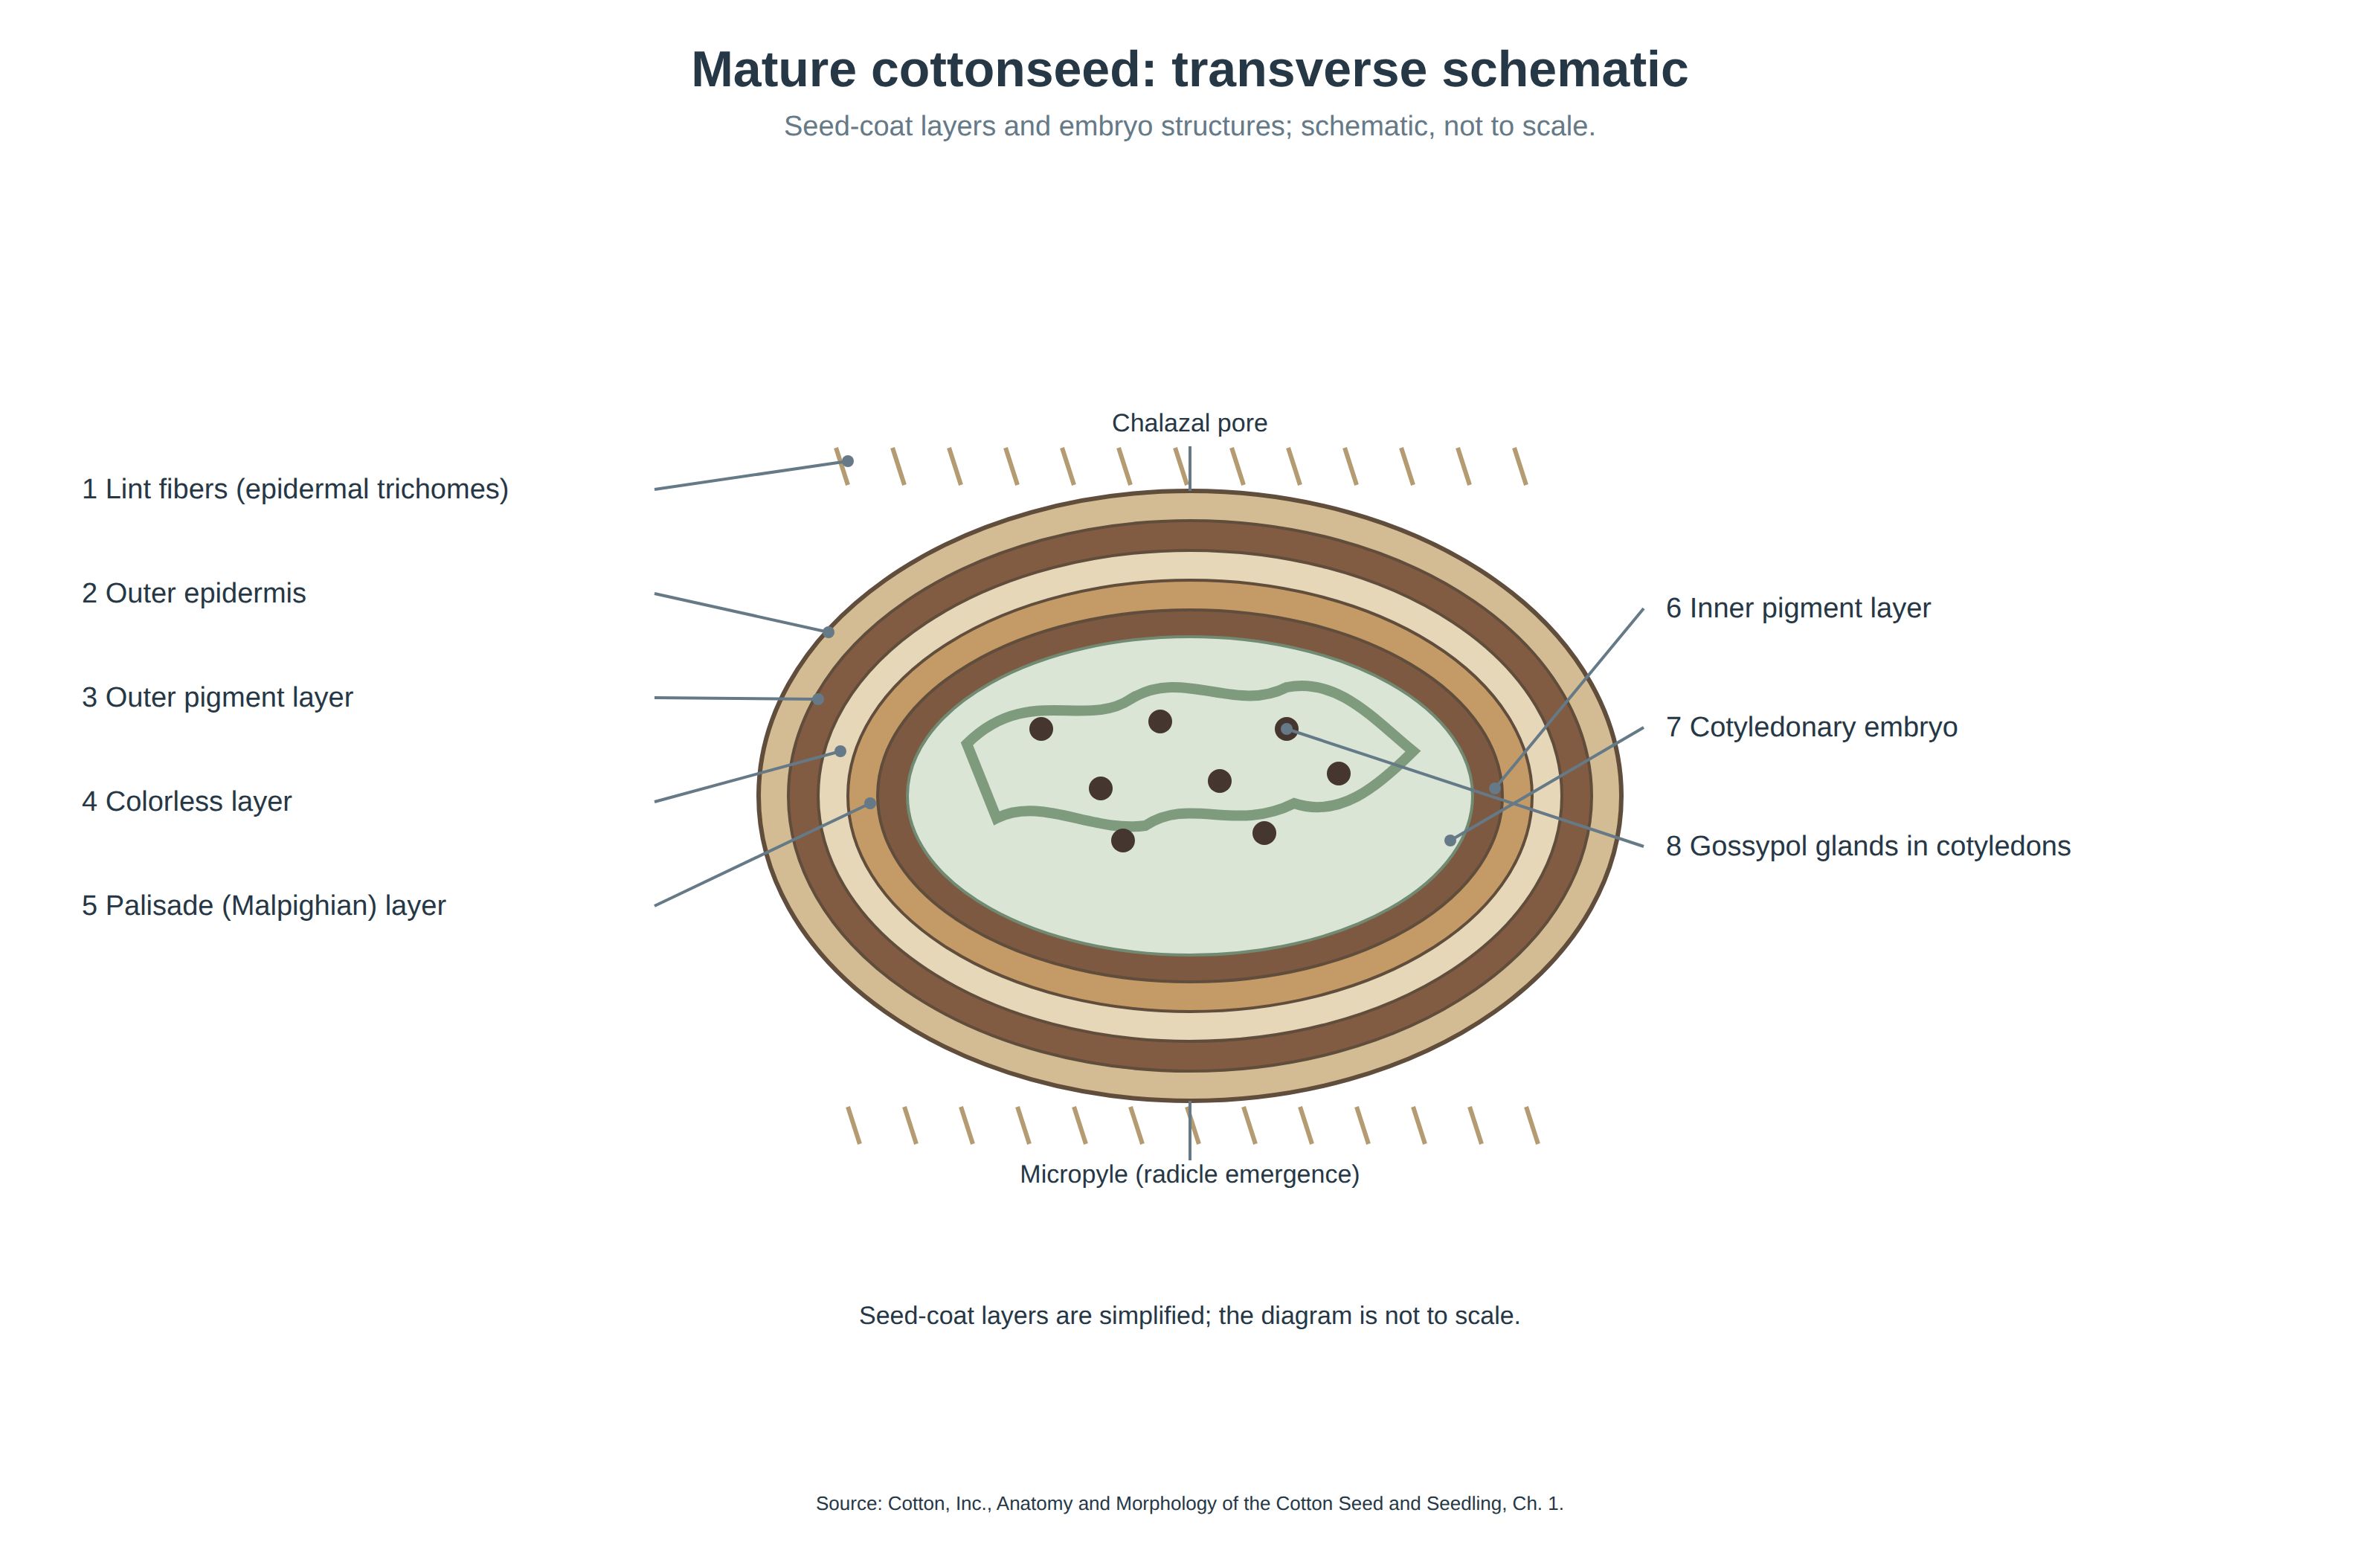 Mature cottonseed: transverse schematic
Seed-coat layers and embryo structures; schematic, not to scale.
Chalazal pore
1 Lint fibers (epidermal trichomes)
2 Outer epidermis
3 Outer pigment layer
4 Colorless layer
5 Palisade (Malpighian) layer
6 Inner pigment layer
7 Cotyledonary embryo
8 Gossypol glands in cotyledons
Micropyle (radicle emergence)
Seed-coat layers are simplified; the diagram is not to scale.
Source: Cotton, Inc., Anatomy and Morphology of the Cotton Seed and Seedling, Ch. 1.